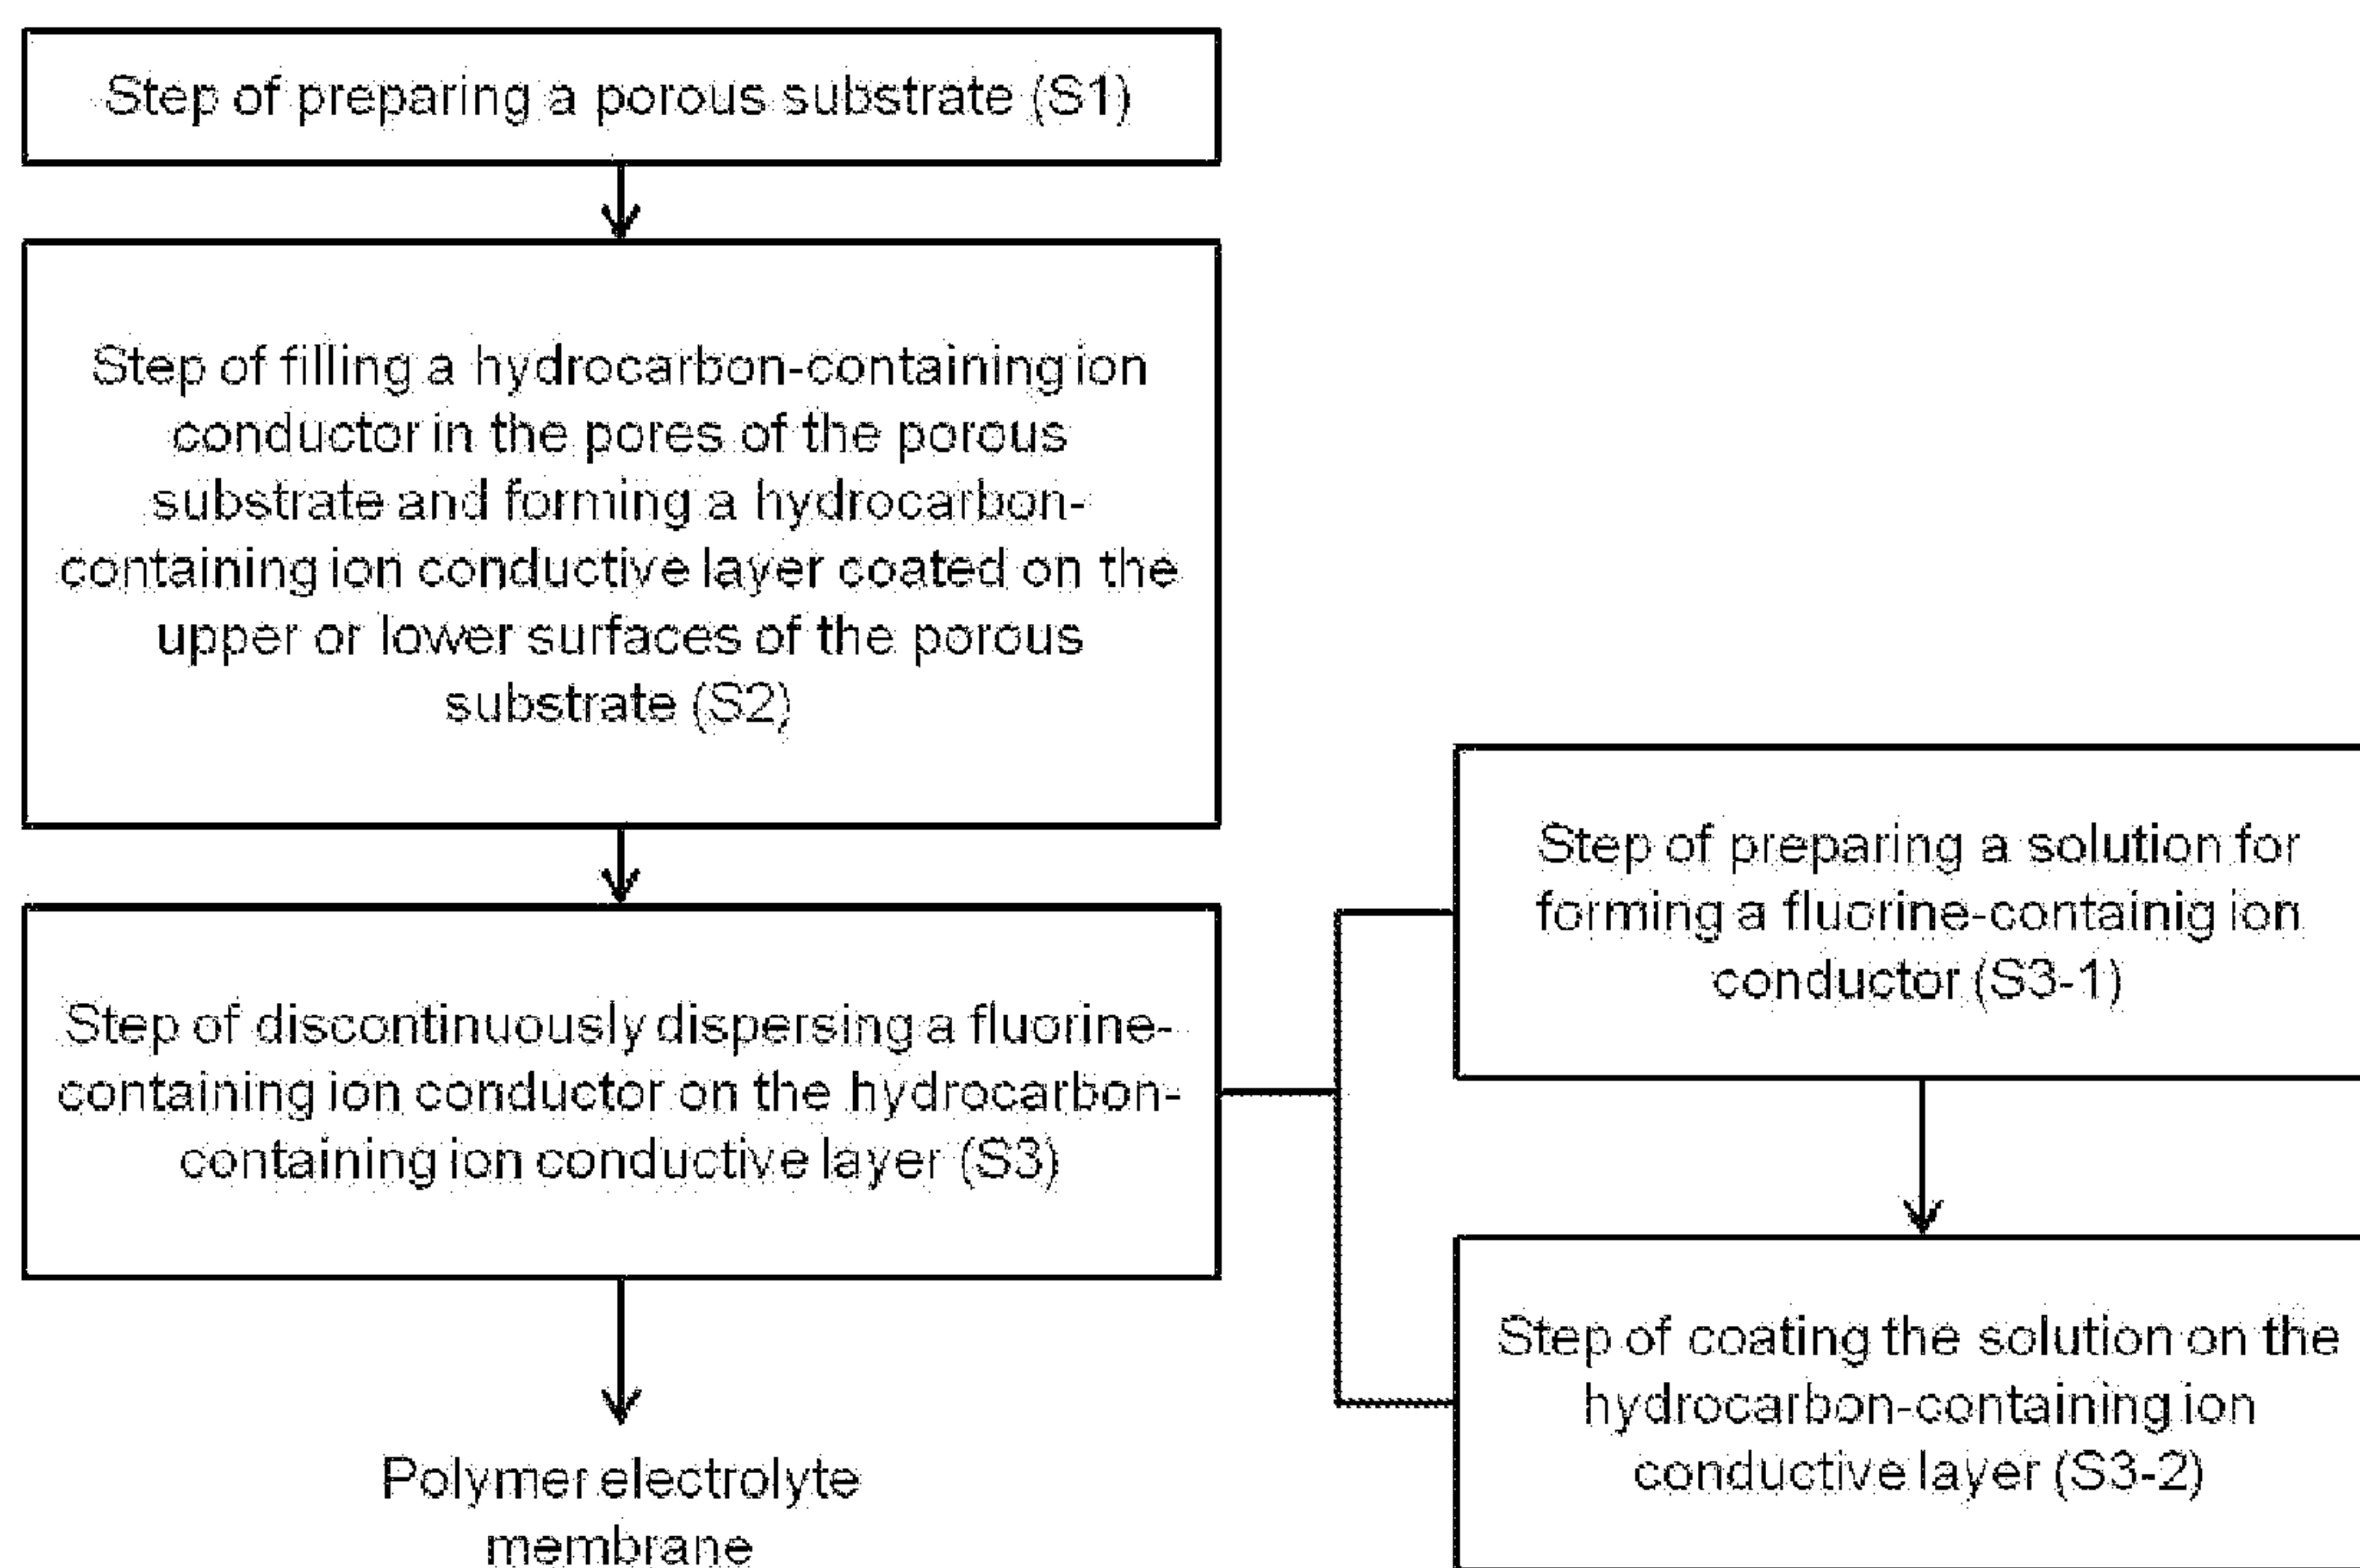 Step of preparing a porous substrate (S1)
Step of filling a hydrocarbon-containing ion
conductor in the pores of the porous
substrate and forming a hydrocarbon-
containing ion conductive layer coated on the
upper or lower surfaces of the porous
substrate (S2)
Step of discontinuously dispersing a fluorine-
containing ion conductor on the hydrocarbon-
containing ion conductive layer (S3)
Polymer electrolyte
membrane
Step of preparing a solution for
forming a fluorine-containig ion
conductor (S3-1)
Step of coating the solution on the
hydrocarbon-containing ion
conductive layer (S3-2)